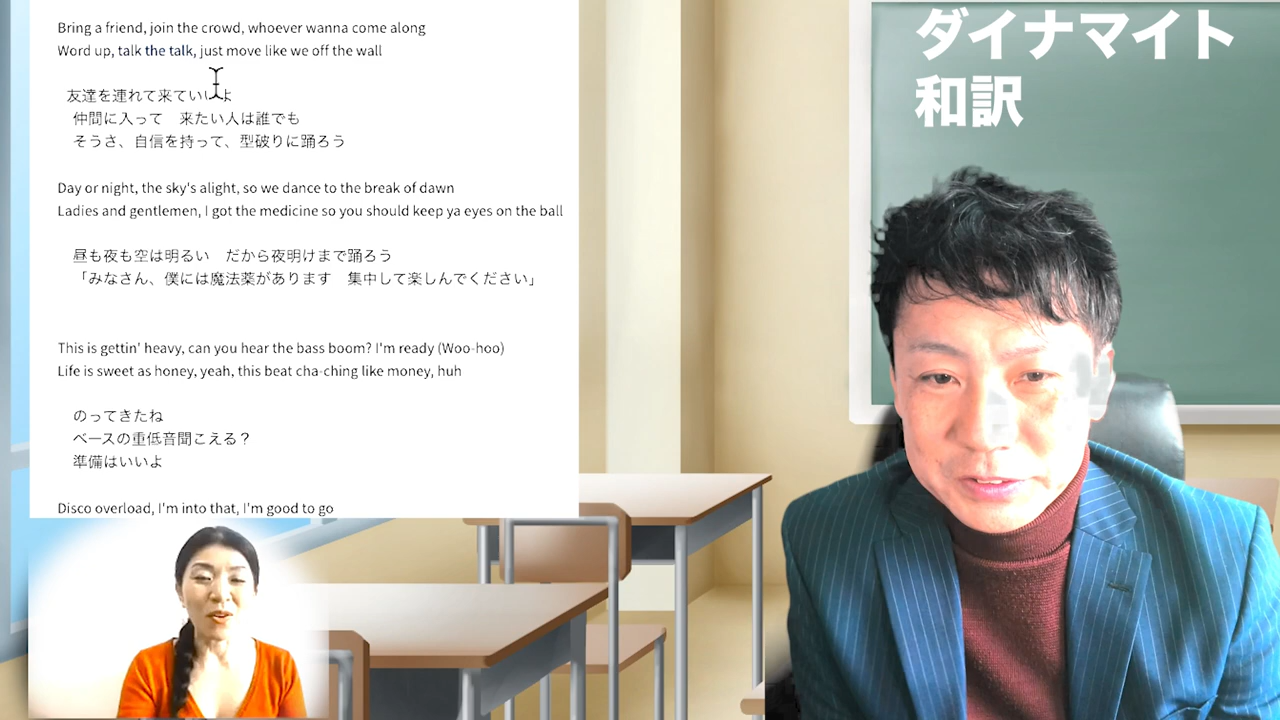 Bring a friend, join the crowd, whoever wanna come along
Word up, talk the talk, just move like we off the wall
友達を連れて来ていいよ
仲間に入って　来たい人は誰でも
そうさ、自信を持って、型破りに踊ろう
Day or night, the sky's alight, so we dance to the break of dawn
Ladies and gentlemen, I got the medicine so you should keep ya eyes on the ball
昼も夜も空は明るい　だから夜明けまで踊ろう
「みなさん、僕には魔法薬があります　集中して楽しんでください」
This is gettin' heavy, can you hear the bass boom? I'm ready (Woo-hoo)
Life is sweet as honey, yeah, this beat cha-ching like money, huh
のってきたね
ベースの重低音聞こえる？
準備はいいよ
Disco overload, I'm into that, I'm good to go
ダイナマイト
和訳